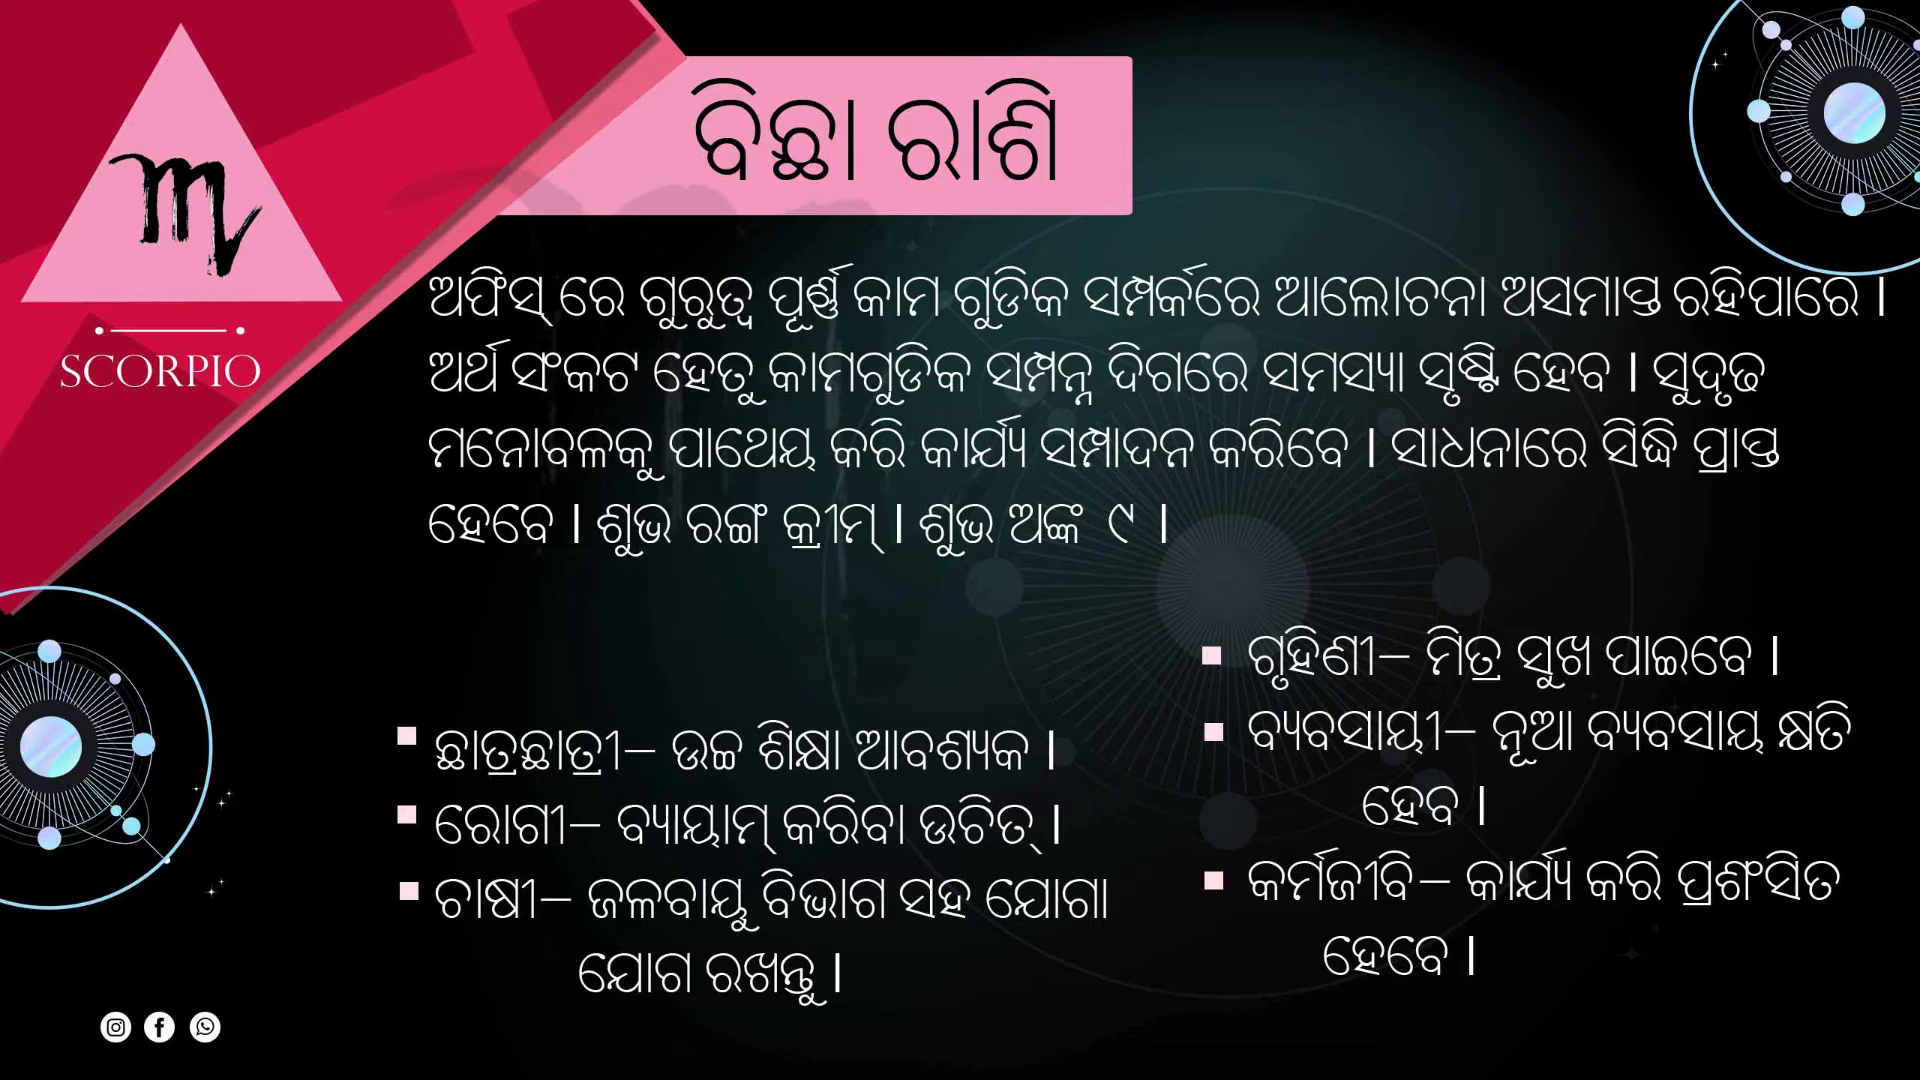 ବିଛା ରାଶି
SCORPIO
ଅଫିସ୍ ରେ ଗୁରୁତ୍ୱ ପୂର୍ଣ୍ଣ କାମ ଗୁଡିକ ସମ୍ପର୍କରେ ଆଲୋଚନା ଅସମାପ୍ତ ରହିପାରେ ।
ଅର୍ଥ ସଂକଟ ହେତୁ କାମଗୁଡିକ ସମ୍ପନ୍ନ ଦିଗରେ ସମସ୍ୟା ସୃଷ୍ଟି ହେବ । ସୁଦୃଢ
ମନୋବଳକୁ ପାଥେୟ କରି କାର୍ଯ୍ୟ ସମ୍ପାଦନ କରିବେ । ସାଧନାରେ ସିଦ୍ଧି ପ୍ରାପ୍ତ
ହେବେ । ଶୁଭ ରଙ୍ଗ କ୍ରୀମ୍ । ଶୁଭ ଅଙ୍କ ୯ ।
ଛାତ୍ରଛାତ୍ରୀ– ଉଚ୍ଚ ଶିକ୍ଷା ଆବଶ୍ୟକ ।
ରୋଗୀ– ବ୍ୟାୟାମ୍ କରିବା ଉଚିତ୍ ।
ଚାଷୀ– ଜଳବାୟୁ ବିଭାଗ ସହ ଯୋଗା
ଯୋଗ ରଖନ୍ତୁ ।
ଗୃହିଣୀ– ମିତ୍ର ସୁଖ ପାଇବେ ।
ବ୍ୟବସାୟୀ– ନୂଆ ବ୍ୟବସାୟ କ୍ଷତି
ହେବ ।
କର୍ମଜୀବି– କାର୍ଯ୍ୟ କରି ପ୍ରଶଂସିତ
ହେବେ ।